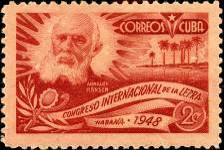 CORREOS CUBA
ARMAUER
HANSEN
CONGRESO INTERNACIONAL DE LA LEPRA
HABANA 1948
2¢